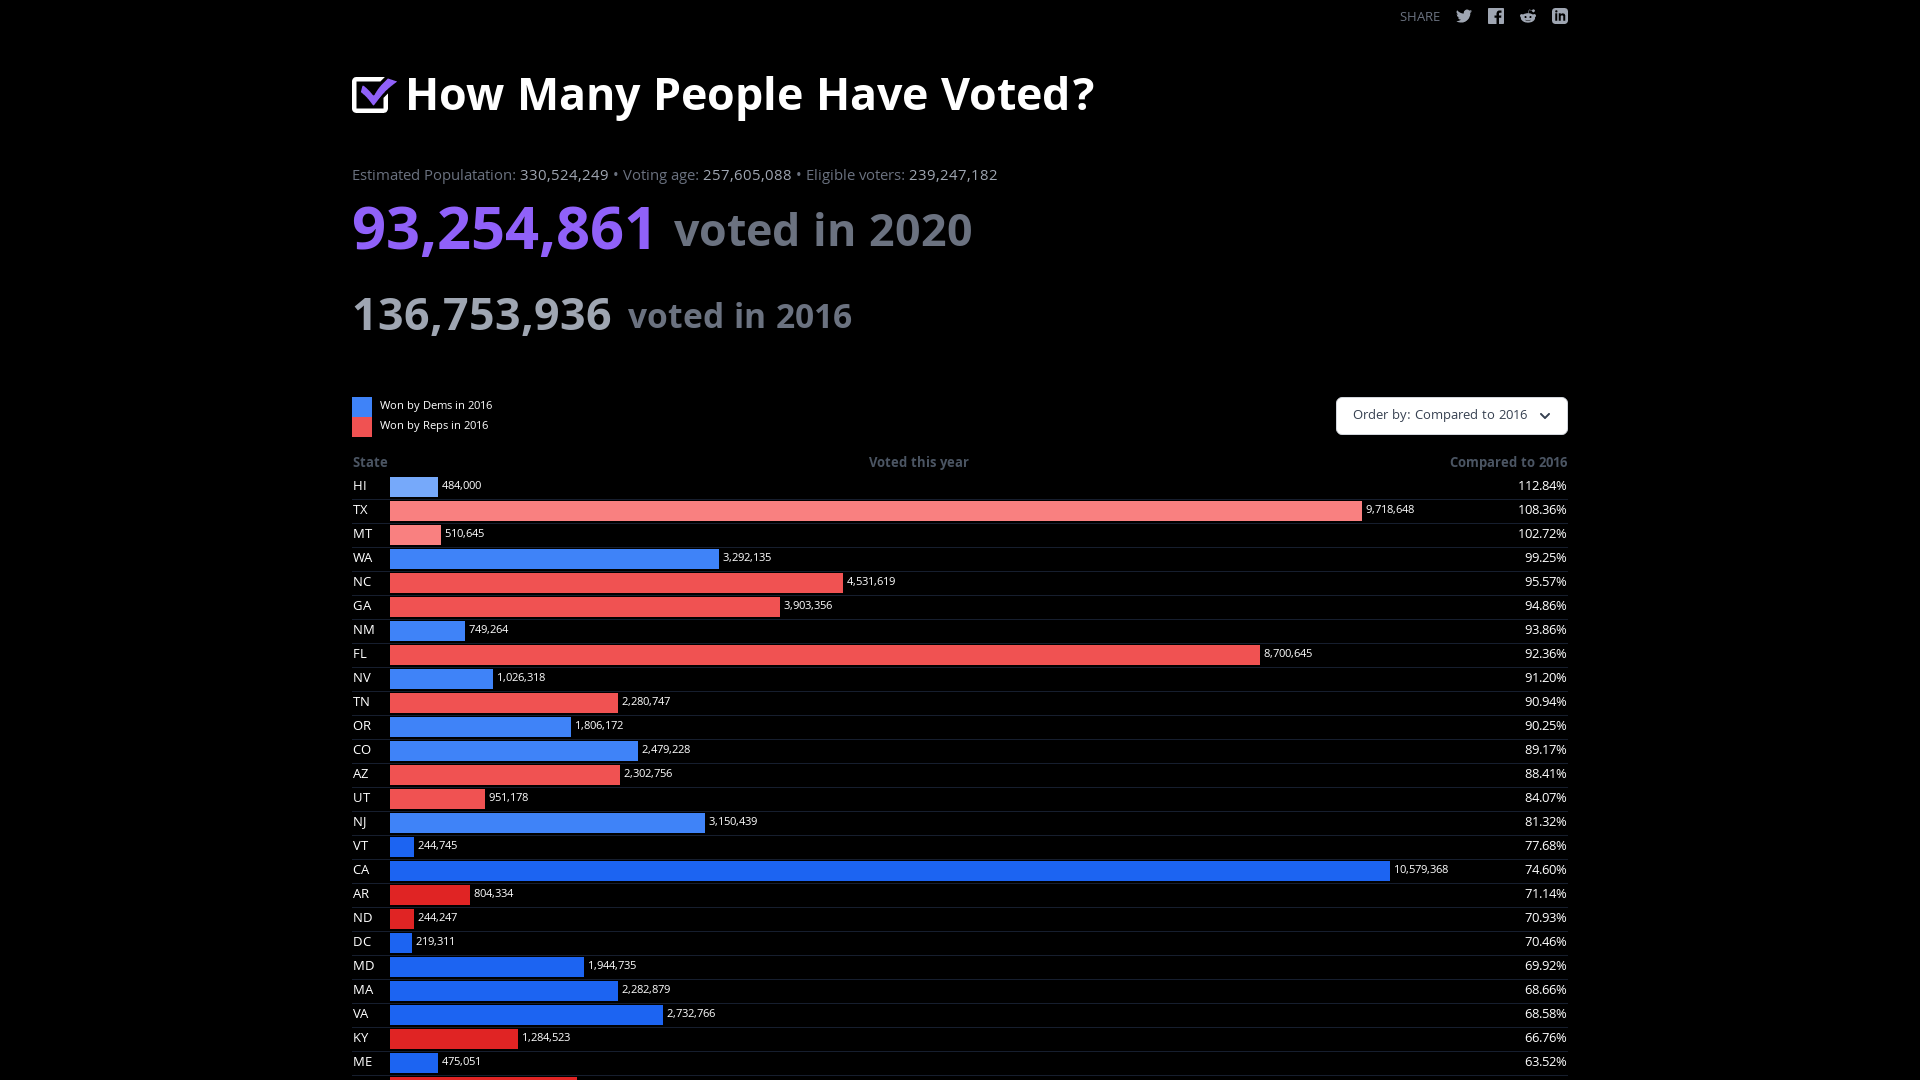 SHARE
How Many People Have Voted?
Estimated Populatation: 330,524,249 • Voting age: 257,605,088 • Eligible voters: 239,247,182
93,254,861 voted in 2020
136,753,936 voted in 2016
Won by Dems in 2016
Won by Reps in 2016
Order by: Compared to 2016
State Voted this year Compared to 2016
HI 484,000 112.84%
TX 9,718,648 108.36%
MT 510,645 102.72%
WA 3,292,135 99.25%
NC 4,531,619 95.57%
GA 3,903,356 94.86%
NM 749,264 93.86%
FL 8,700,645 92.36%
NV 1,026,318 91.20%
TN 2,280,747 90.94%
OR 1,806,172 90.25%
CO 2,479,228 89.17%
AZ 2,302,756 88.41%
UT 951,178 84.07%
NJ 3,150,439 81.32%
VT 244,745 77.68%
CA 10,579,368 74.60%
AR 804,334 71.14%
ND 244,247 70.93%
DC 219,311 70.46%
MD 1,944,735 69.92%
MA 2,282,879 68.66%
VA 2,732,766 68.58%
KY 1,284,523 66.76%
ME 475,051 63.52%